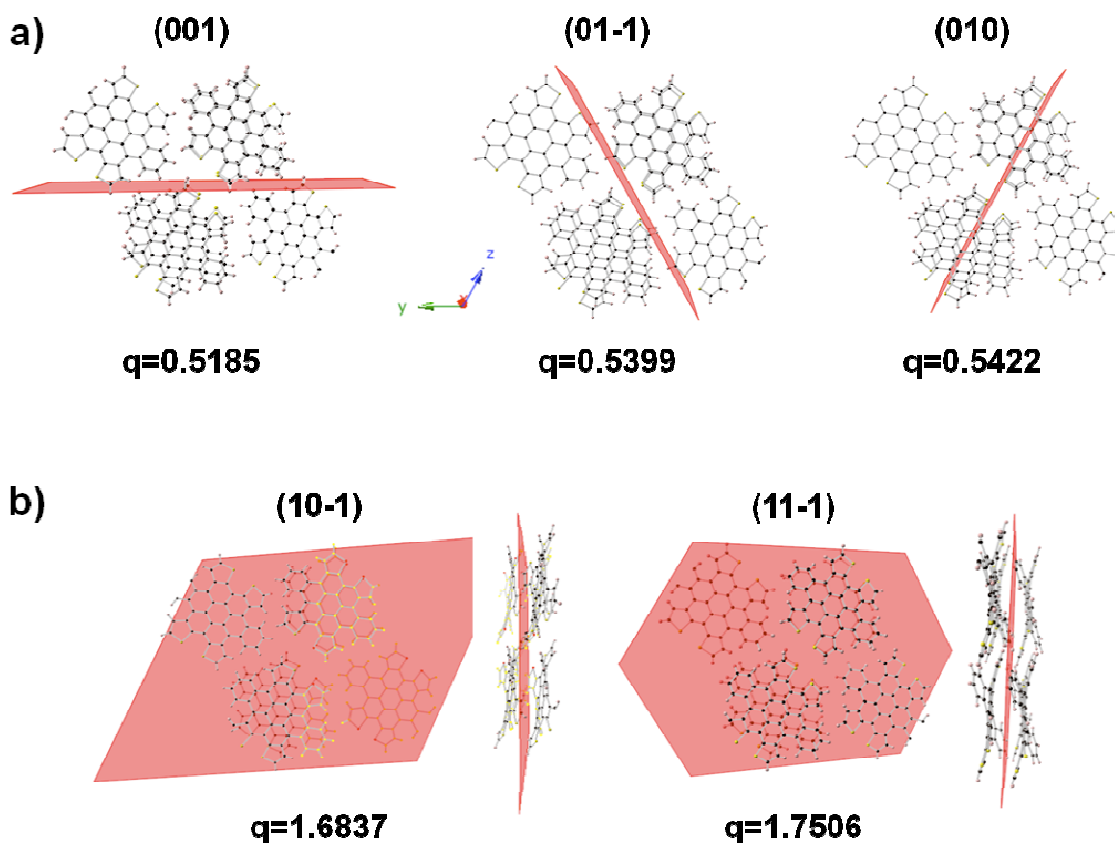 a)
(001) (01-1) (010)
z
y
q=0.5185 q=0.5399 q=0.5422
b)
(10-1) (11-1)
q=1.6837 q=1.7506